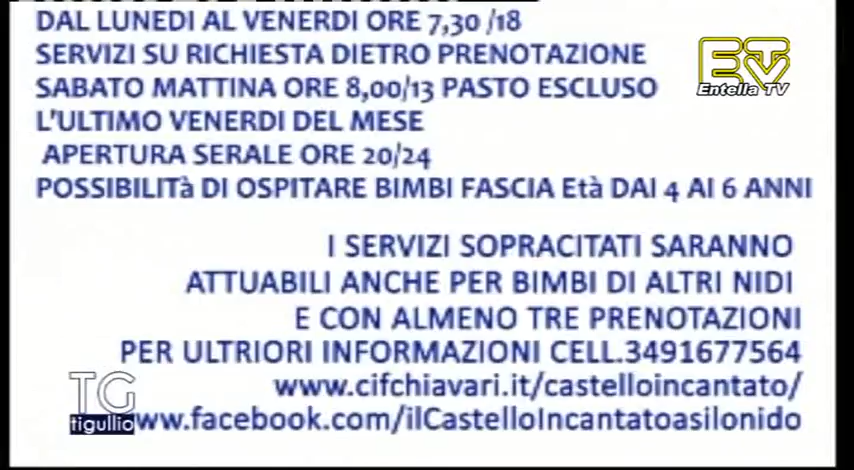 DAL LUNEDI AL VENERDI ORE 7,30 /18
SERVIZI SU RICHIESTA DIETRO PRENOTAZIONE
SABATO MATTINA ORE 8,00/13 PASTO ESCLUSO
L'ULTIMO VENERDI DEL MESE
APERTURA SERALE ORE 20/24
POSSIBILITà DI OSPITARE BIMBI FASCIA Età DAI 4 AI 6 ANNI
I SERVIZI SOPRACITATI SARANNO
ATTUABILI ANCHE PER BIMBI DI ALTRI NIDI
E CON ALMENO TRE PRENOTAZIONI
PER ULTRIORI INFORMAZIONI CELL.3491677564
www.cifchiavari.it/castelloincantato/
ww.facebook.com/ilCastelloIncantatoasilonido
ETV
Entella TV
TG
tigullio